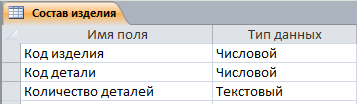 Состав изделия
Имя поля Тип данных
Код изделия Числовой
Код детали Числовой
Количество деталей Текстовый